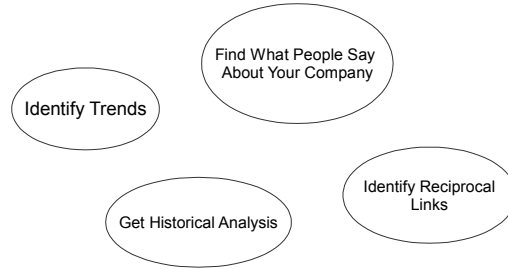 Find What People Say
About Your Company
Identify Trends
Identify Reciprocal
Links
Get Historical Analysis